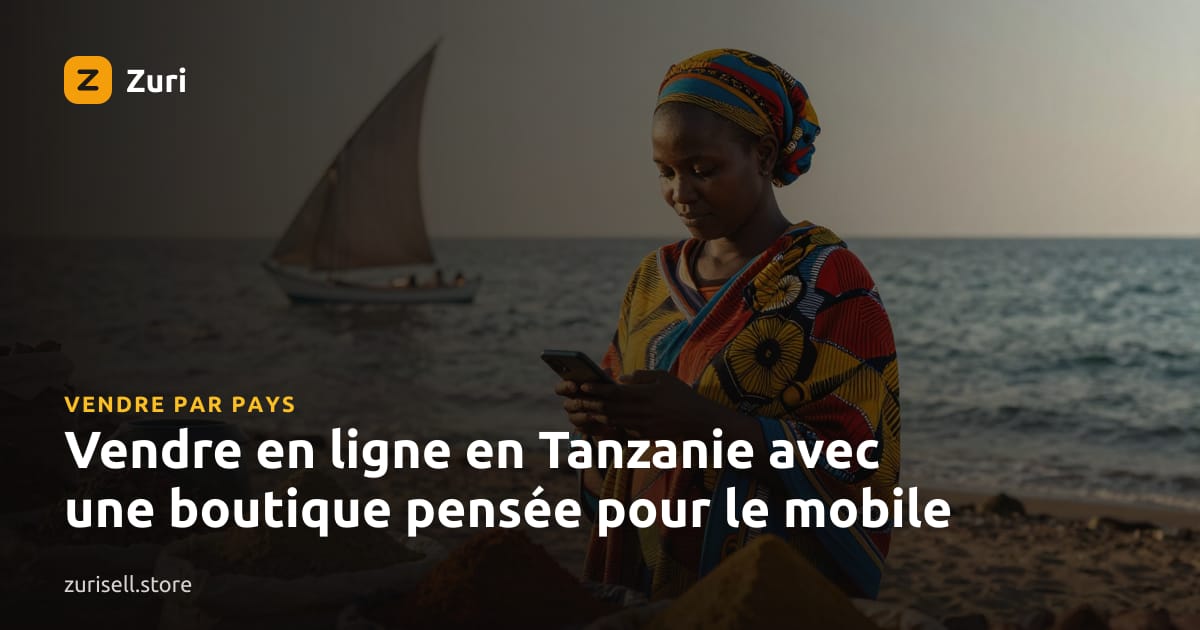 Z
Zuri
VENDRE PAR PAYS
Vendre en ligne en Tanzanie avec
une boutique pensée pour le mobile
zurisell.store